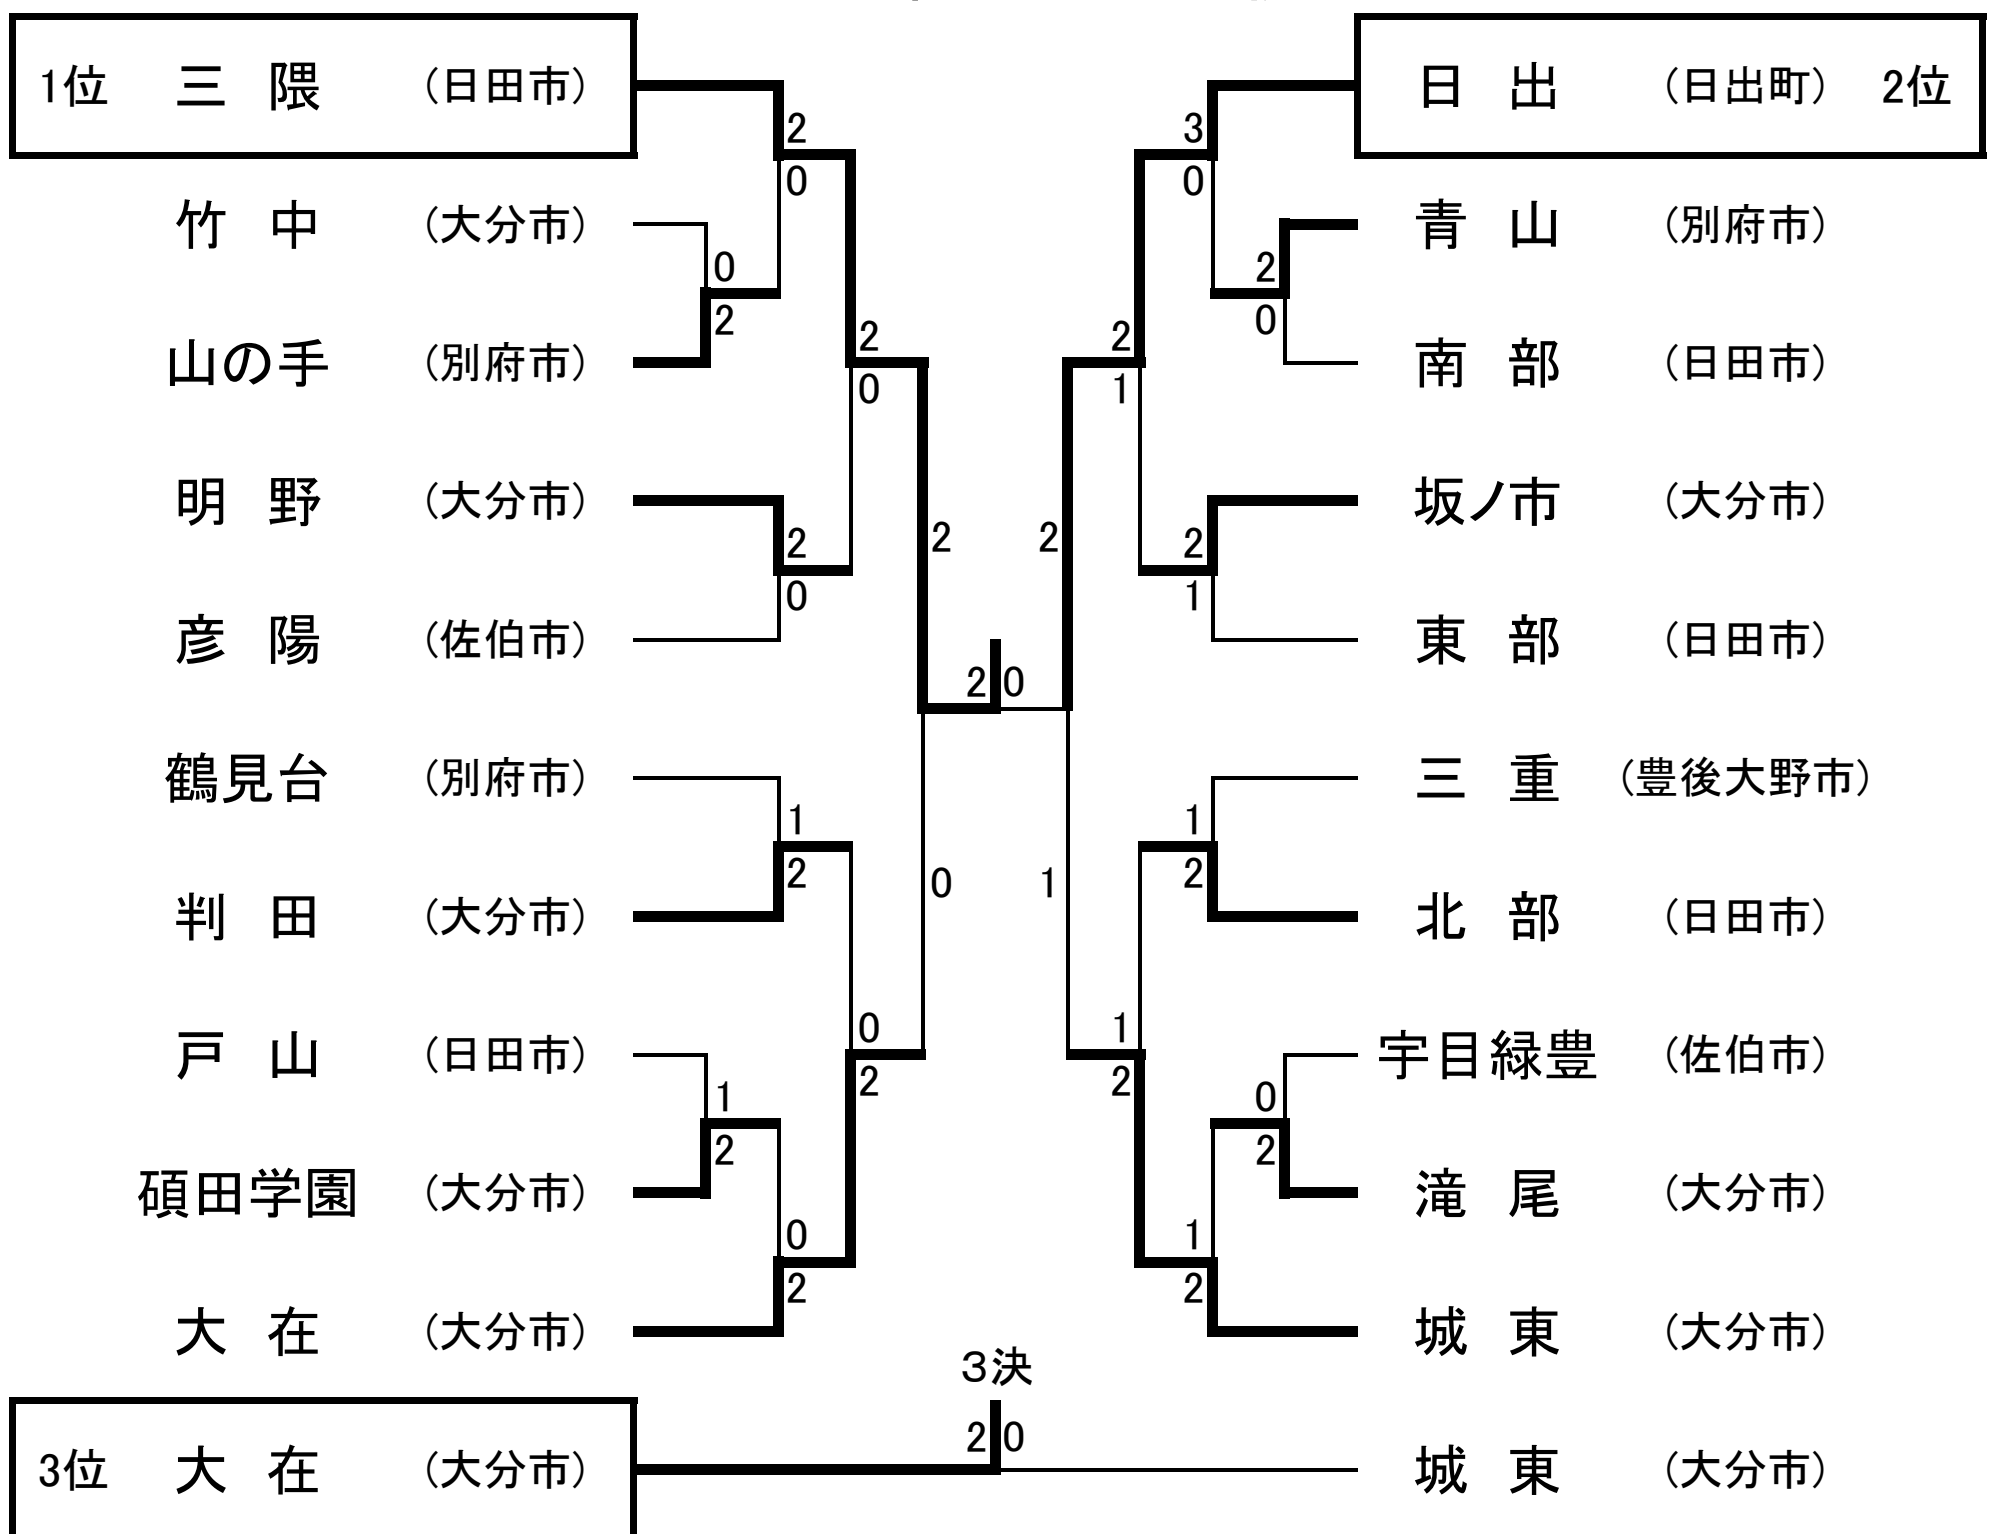 1位 三 隈 (日田市) 日 出 (日出町) 2位
2 3
0 0
竹 中 (大分市) 青 山 (別府市)
0 2
2 0
山の手 (別府市) 2 2 南 部 (日田市)
0 1
明 野 (大分市) 坂ノ市 (大分市)
2 2 2 2
0 1
彦 陽 (佐伯市) 東 部 (日田市)
2 0
鶴見台 (別府市) 三 重 (豊後大野市)
1 1
2 0 1 2
判 田 (大分市) 北 部 (日田市)
0 1
戸 山 (日田市) 宇目緑豊 (佐伯市)
2 2
1 0
2 2
碩田学園 (大分市) 滝 尾 (大分市)
0 1
2 2
大 在 (大分市) 城 東 (大分市)
3決
2 0
3位 大 在 (大分市) 城 東 (大分市)